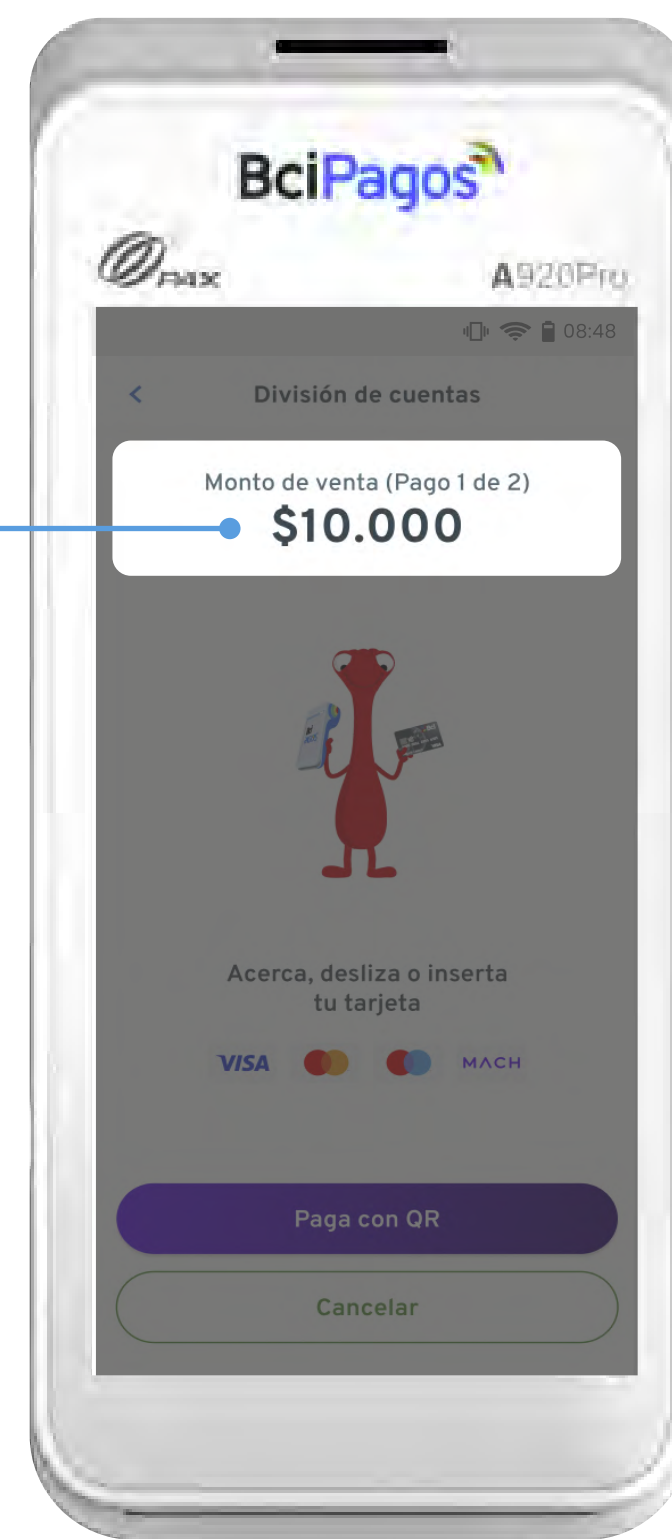 BciPagos
PAX
A920Pro
08:48
División de cuentas
Monto de venta (Pago 1 de 2)
$10.000
Acerca, desliza o inserta
tu tarjeta
VISA MACH
Paga con QR
Cancelar